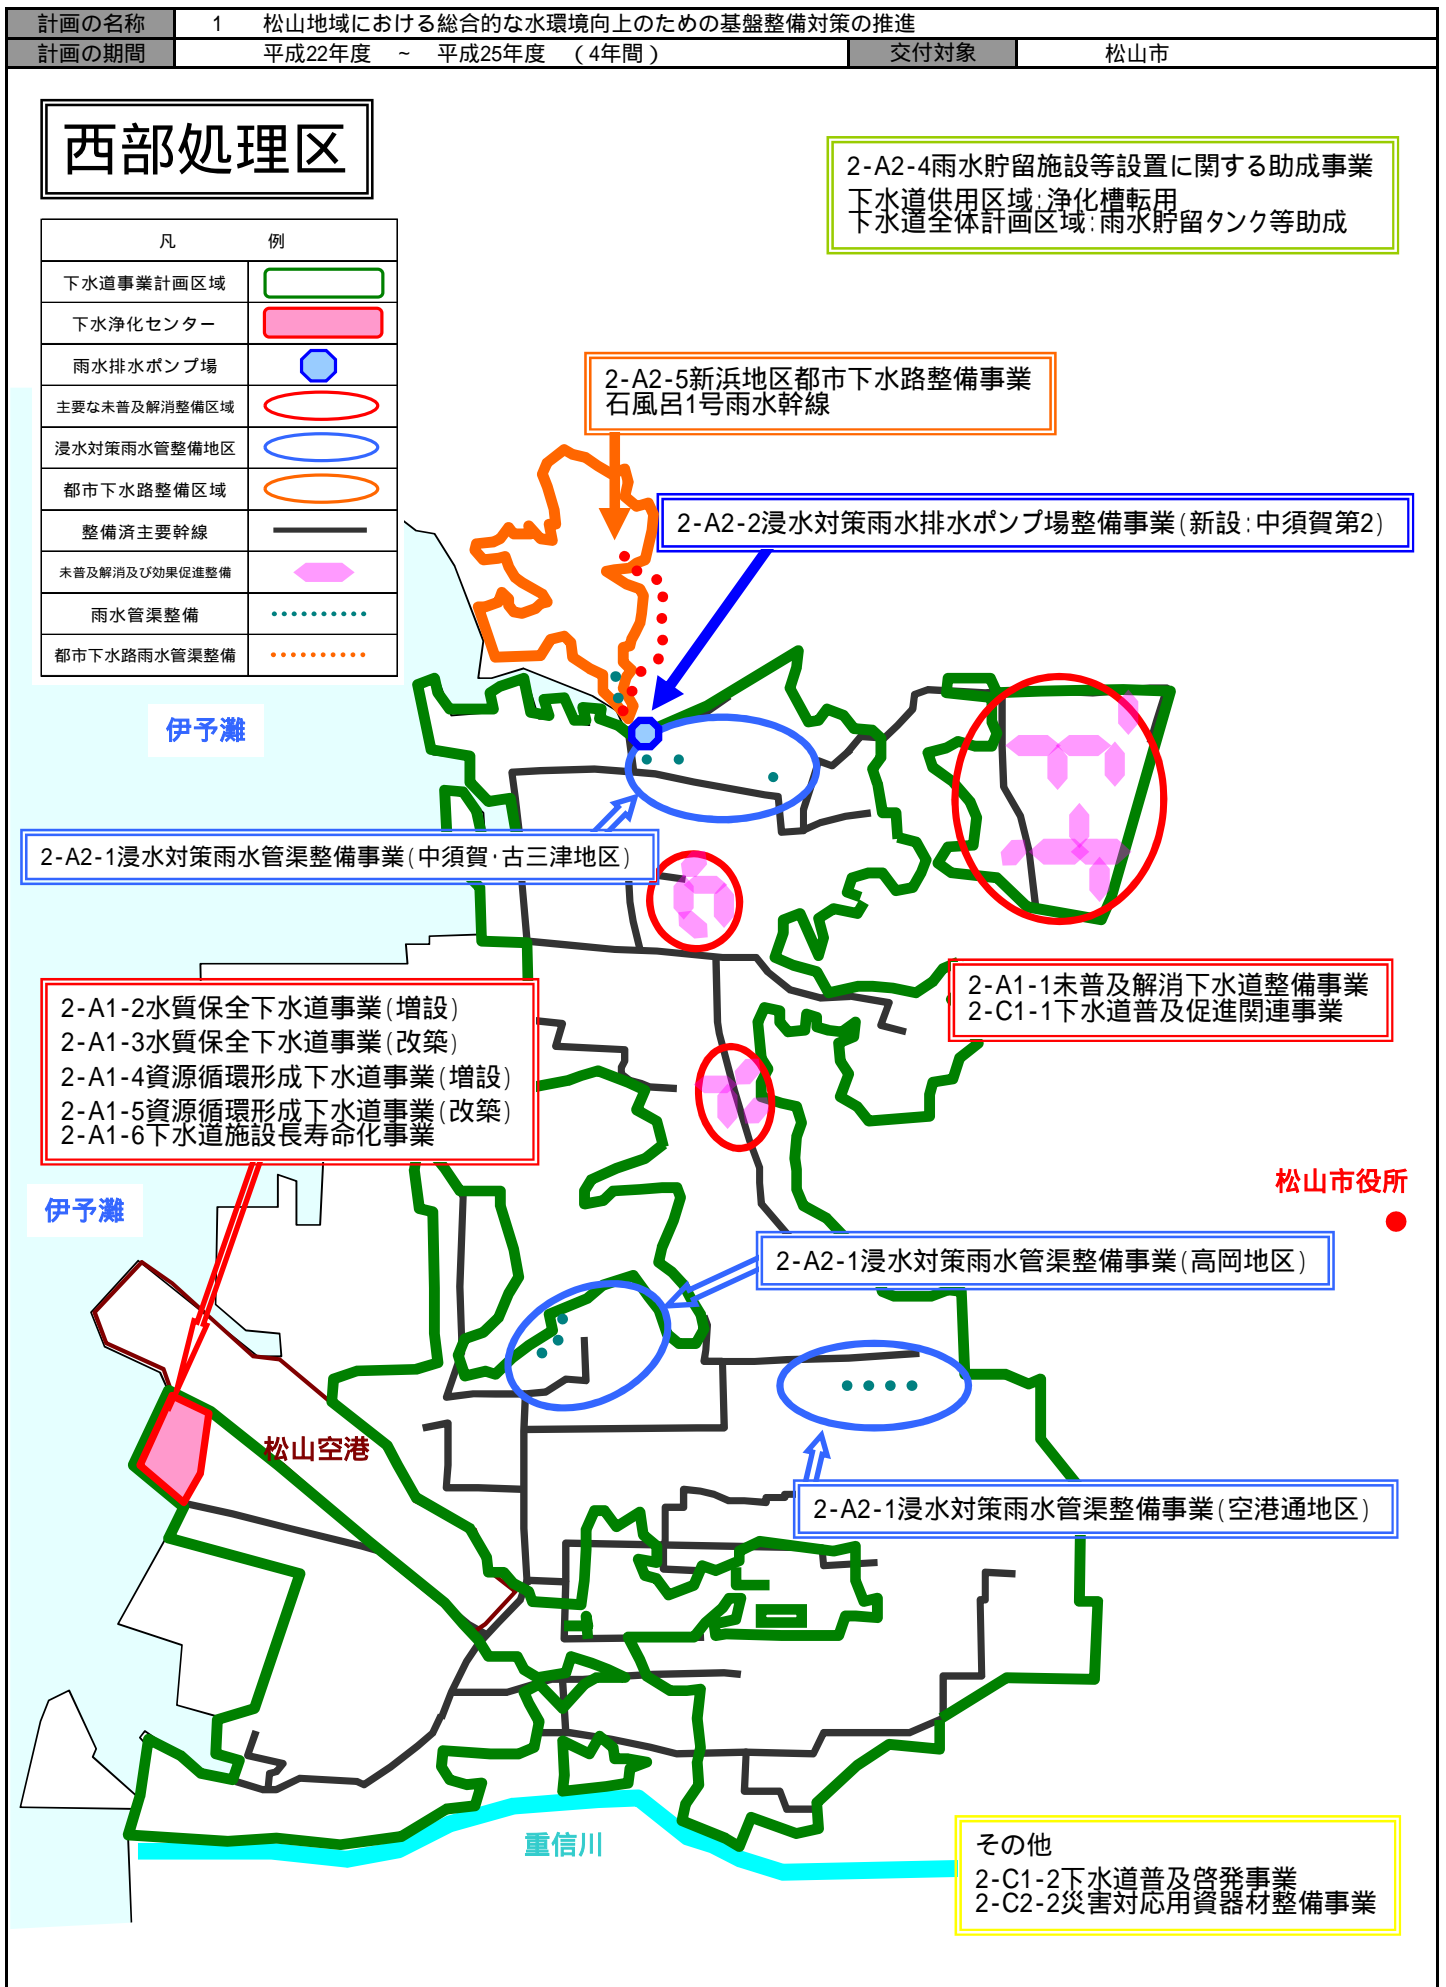 計画の名称 1 松山地域における総合的な水環境向上のための基盤整備対策の推進
計画の期間 平成22年度 ~ 平成25年度 (4年間) 交付対象 松山市
西部処理区
2-A2-4雨水貯留施設等設置に関する助成事業
下水道供用区域:浄化槽転用
下水道全体計画区域:雨水貯留タンク等助成
凡 例
下水道事業計画区域
下水浄化センター
雨水排水ポンプ場
主要な未普及解消整備区域
浸水対策雨水管整備地区
都市下水路整備区域
整備済主要幹線
未普及解消及び効果促進整備
雨水管渠整備
都市下水路雨水管渠整備
2-A2-5新浜地区都市下水路整備事業
石風呂1号雨水幹線
2-A2-2浸水対策雨水排水ポンプ場整備事業(新設:中須賀第2)
伊予灘
2-A2-1浸水対策雨水管渠整備事業(中須賀・古三津地区)
2-A1-1未普及解消下水道整備事業
2-C1-1下水道普及促進関連事業
2-A1-2水質保全下水道事業(増設)
2-A1-3水質保全下水道事業(改築)
2-A1-4資源循環形成下水道事業(増設)
2-A1-5資源循環形成下水道事業(改築)
2-A1-6下水道施設長寿命化事業
松山市役所
伊予灘
2-A2-1浸水対策雨水管渠整備事業(高岡地区)
松山空港
2-A2-1浸水対策雨水管渠整備事業(空港通地区)
重信川
その他
2-C1-2下水道普及啓発事業
2-C2-2災害対応用資器材整備事業